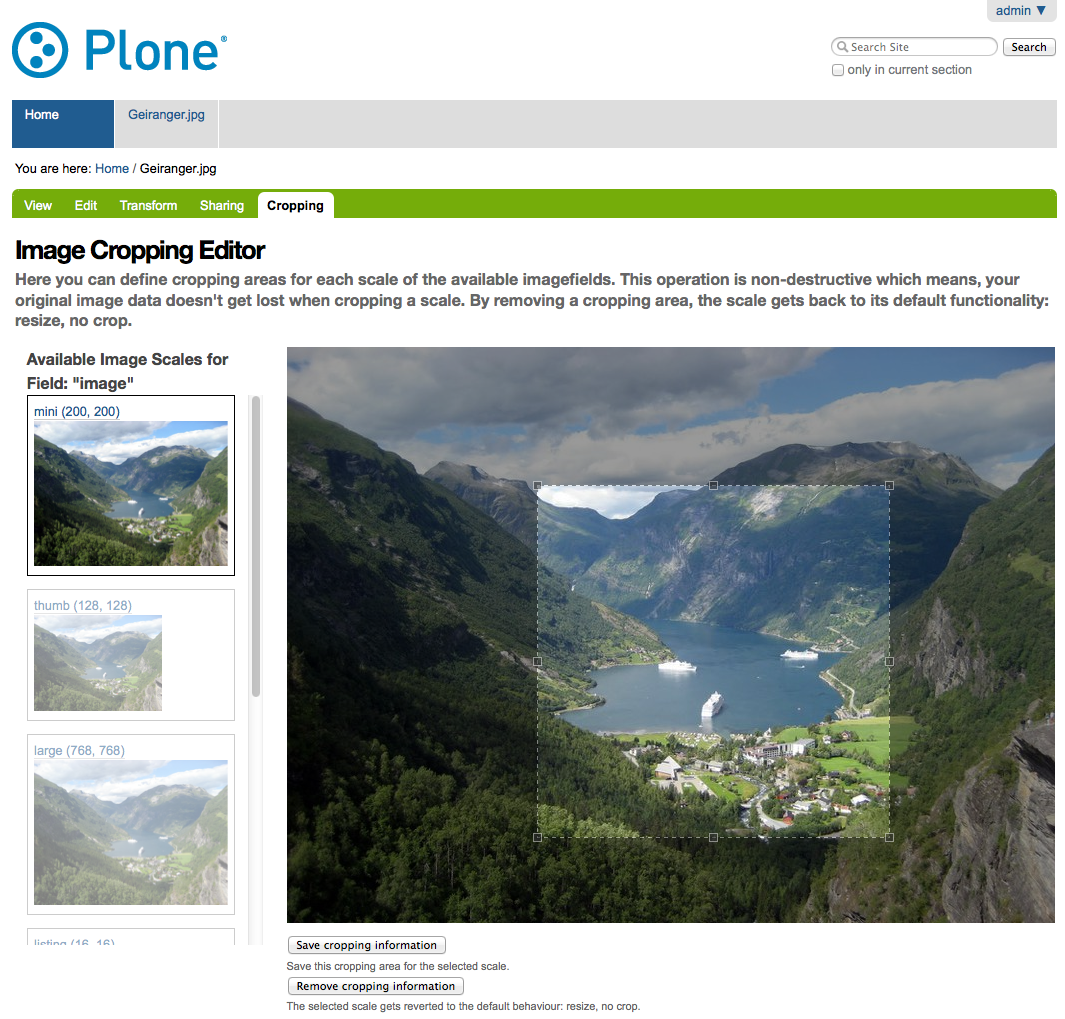 admin ▼
Plone®
Search Site
Search
only in current section
Home
Geiranger.jpg
You are here: Home / Geiranger.jpg
View
Edit
Transform
Sharing
Cropping
Image Cropping Editor
Here you can define cropping areas for each scale of the available imagefields. This operation is non-destructive which means, your
original image data doesn't get lost when cropping a scale. By removing a cropping area, the scale gets back to its default functionality:
resize, no crop.
Available Image Scales for
Field: "image"
mini (200, 200)
thumb (128, 128)
large (768, 768)
listing (16, 16)
Save cropping information
Save this cropping area for the selected scale.
Remove cropping information
The selected scale gets reverted to the default behaviour: resize, no crop.